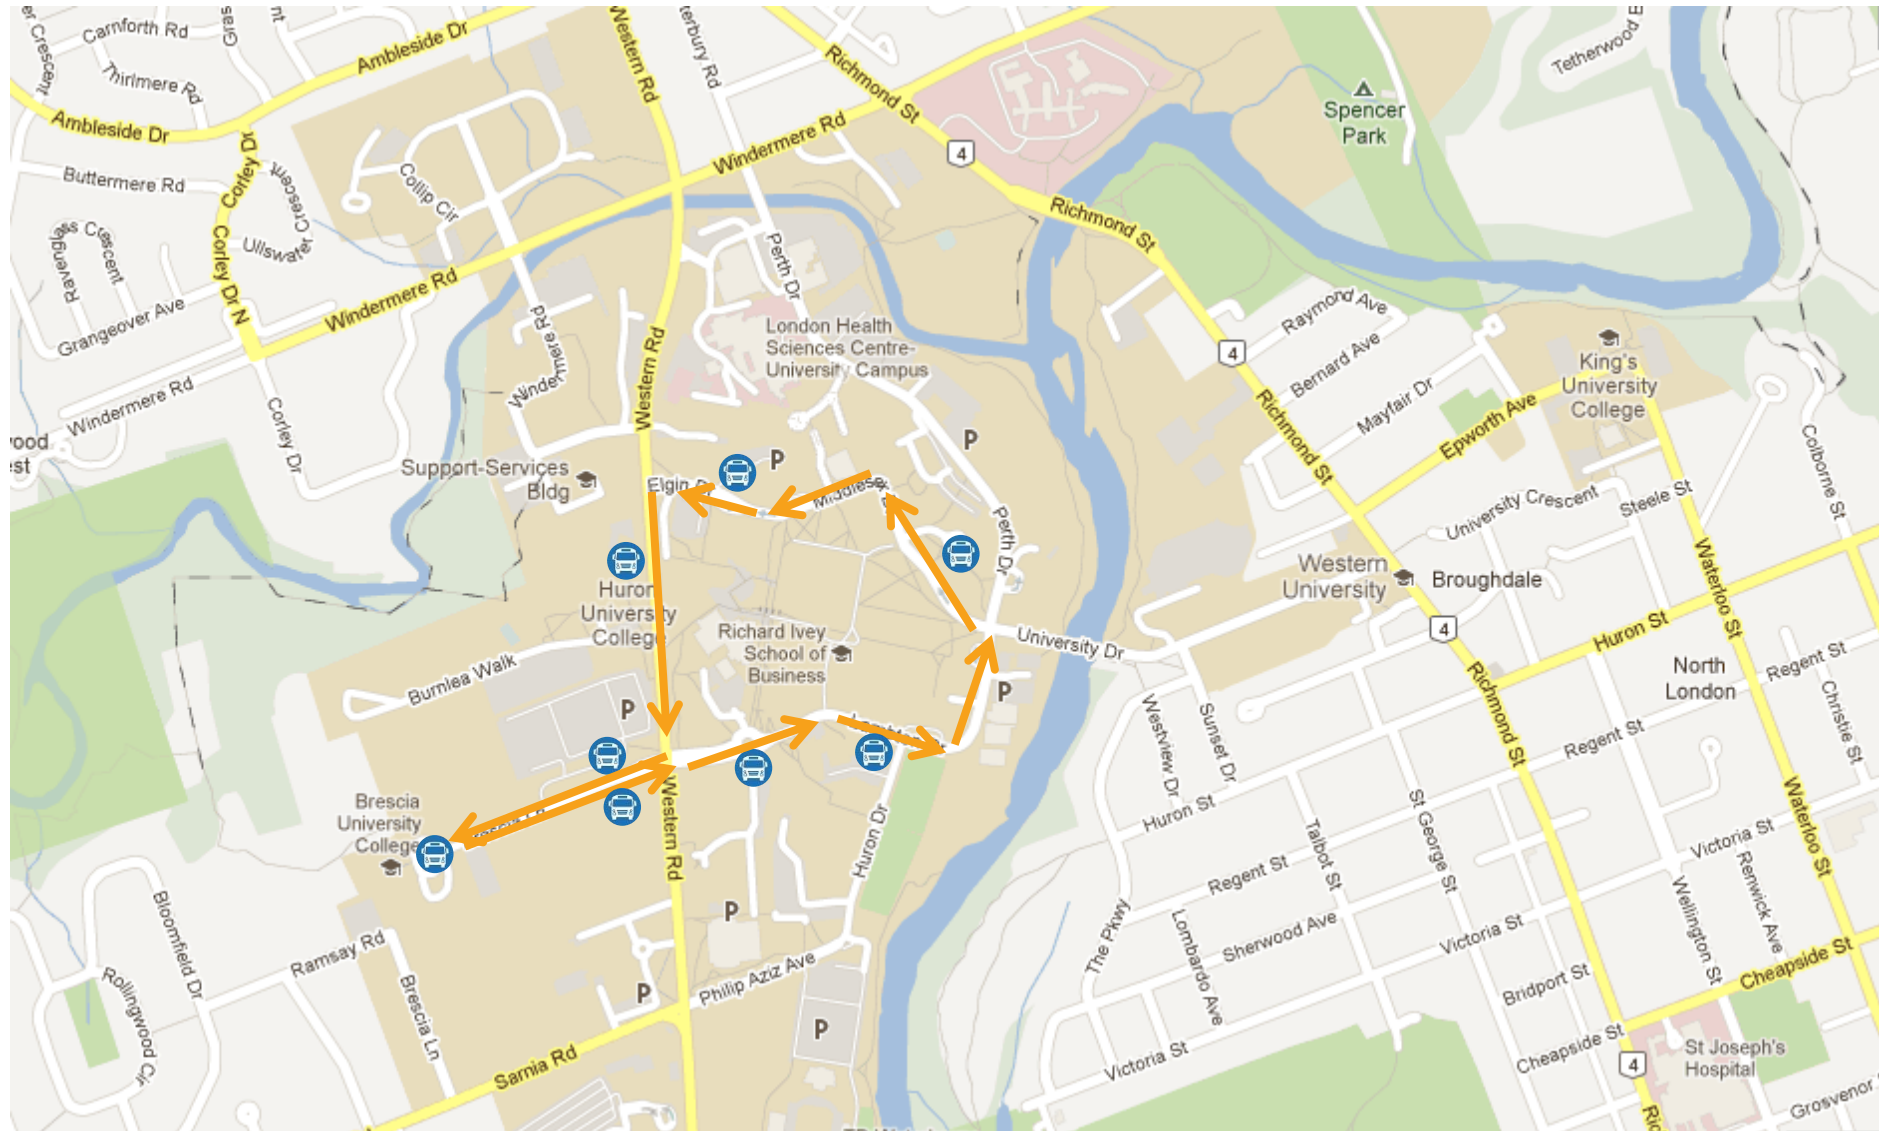 Carnforth Rd
Ambleside Dr
Western Rd
Richmond St
Tetherwood
Thirlmere Rd
Spencer
Park
Ambleside Dr
Windermere Rd
4
Corley Dr
Crescent
Buttermere Rd
Collip Cir
Richmond St
Ullswater
Crescent
Corley Dr N
Perth Dr
Windermere Rd
Grangeover Ave
Raymond Ave
Western Rd
London Health
Sciences Centre-
University Campus
4
Bernard Ave
King's
University
College
Windermere Rd
Corley Dr
Richmond St
Mayfair Dr
Epworth Ave
P
P
Colborne St
Support-Services
Bldg
Elgin
University Crescent
Steele St
Perth Dr
Western
University
Broughdale
Waterloo St
Huron
University
College
Richard Ivey
School of
Business
University Dr
4
Huron St
Burnlea Walk
Regent St
North
London
P
P
Richmond St
Westview Dr
Sunset Dr
Christie St
Regent St
Brescia
University
College
Western Rd
Huron St
Huron Dr
Talbot St
St George St
Victoria St
Waterloo St
Regent St
Renwick Ave
Wellington St
Bloomfield Dr
P
The Pkwy
Lombardo Ave
Sherwood Ave
Victoria St
Ramsay Rd
Philip Aziz Ave
Cheapside St
P
Bridport St
Rollingwood Cir
Brescia Ln
P
Cheapside St
Victoria St
4
St Joseph's
Hospital
Sarnia Rd
Grosvenor